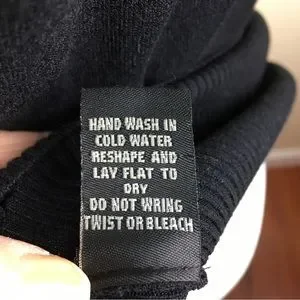 HAND WASH IN
COLD WATER
RESHAPE AND
LAY FLAT TO
DRY
DO NOT WRING
TWIST OR BLEACH